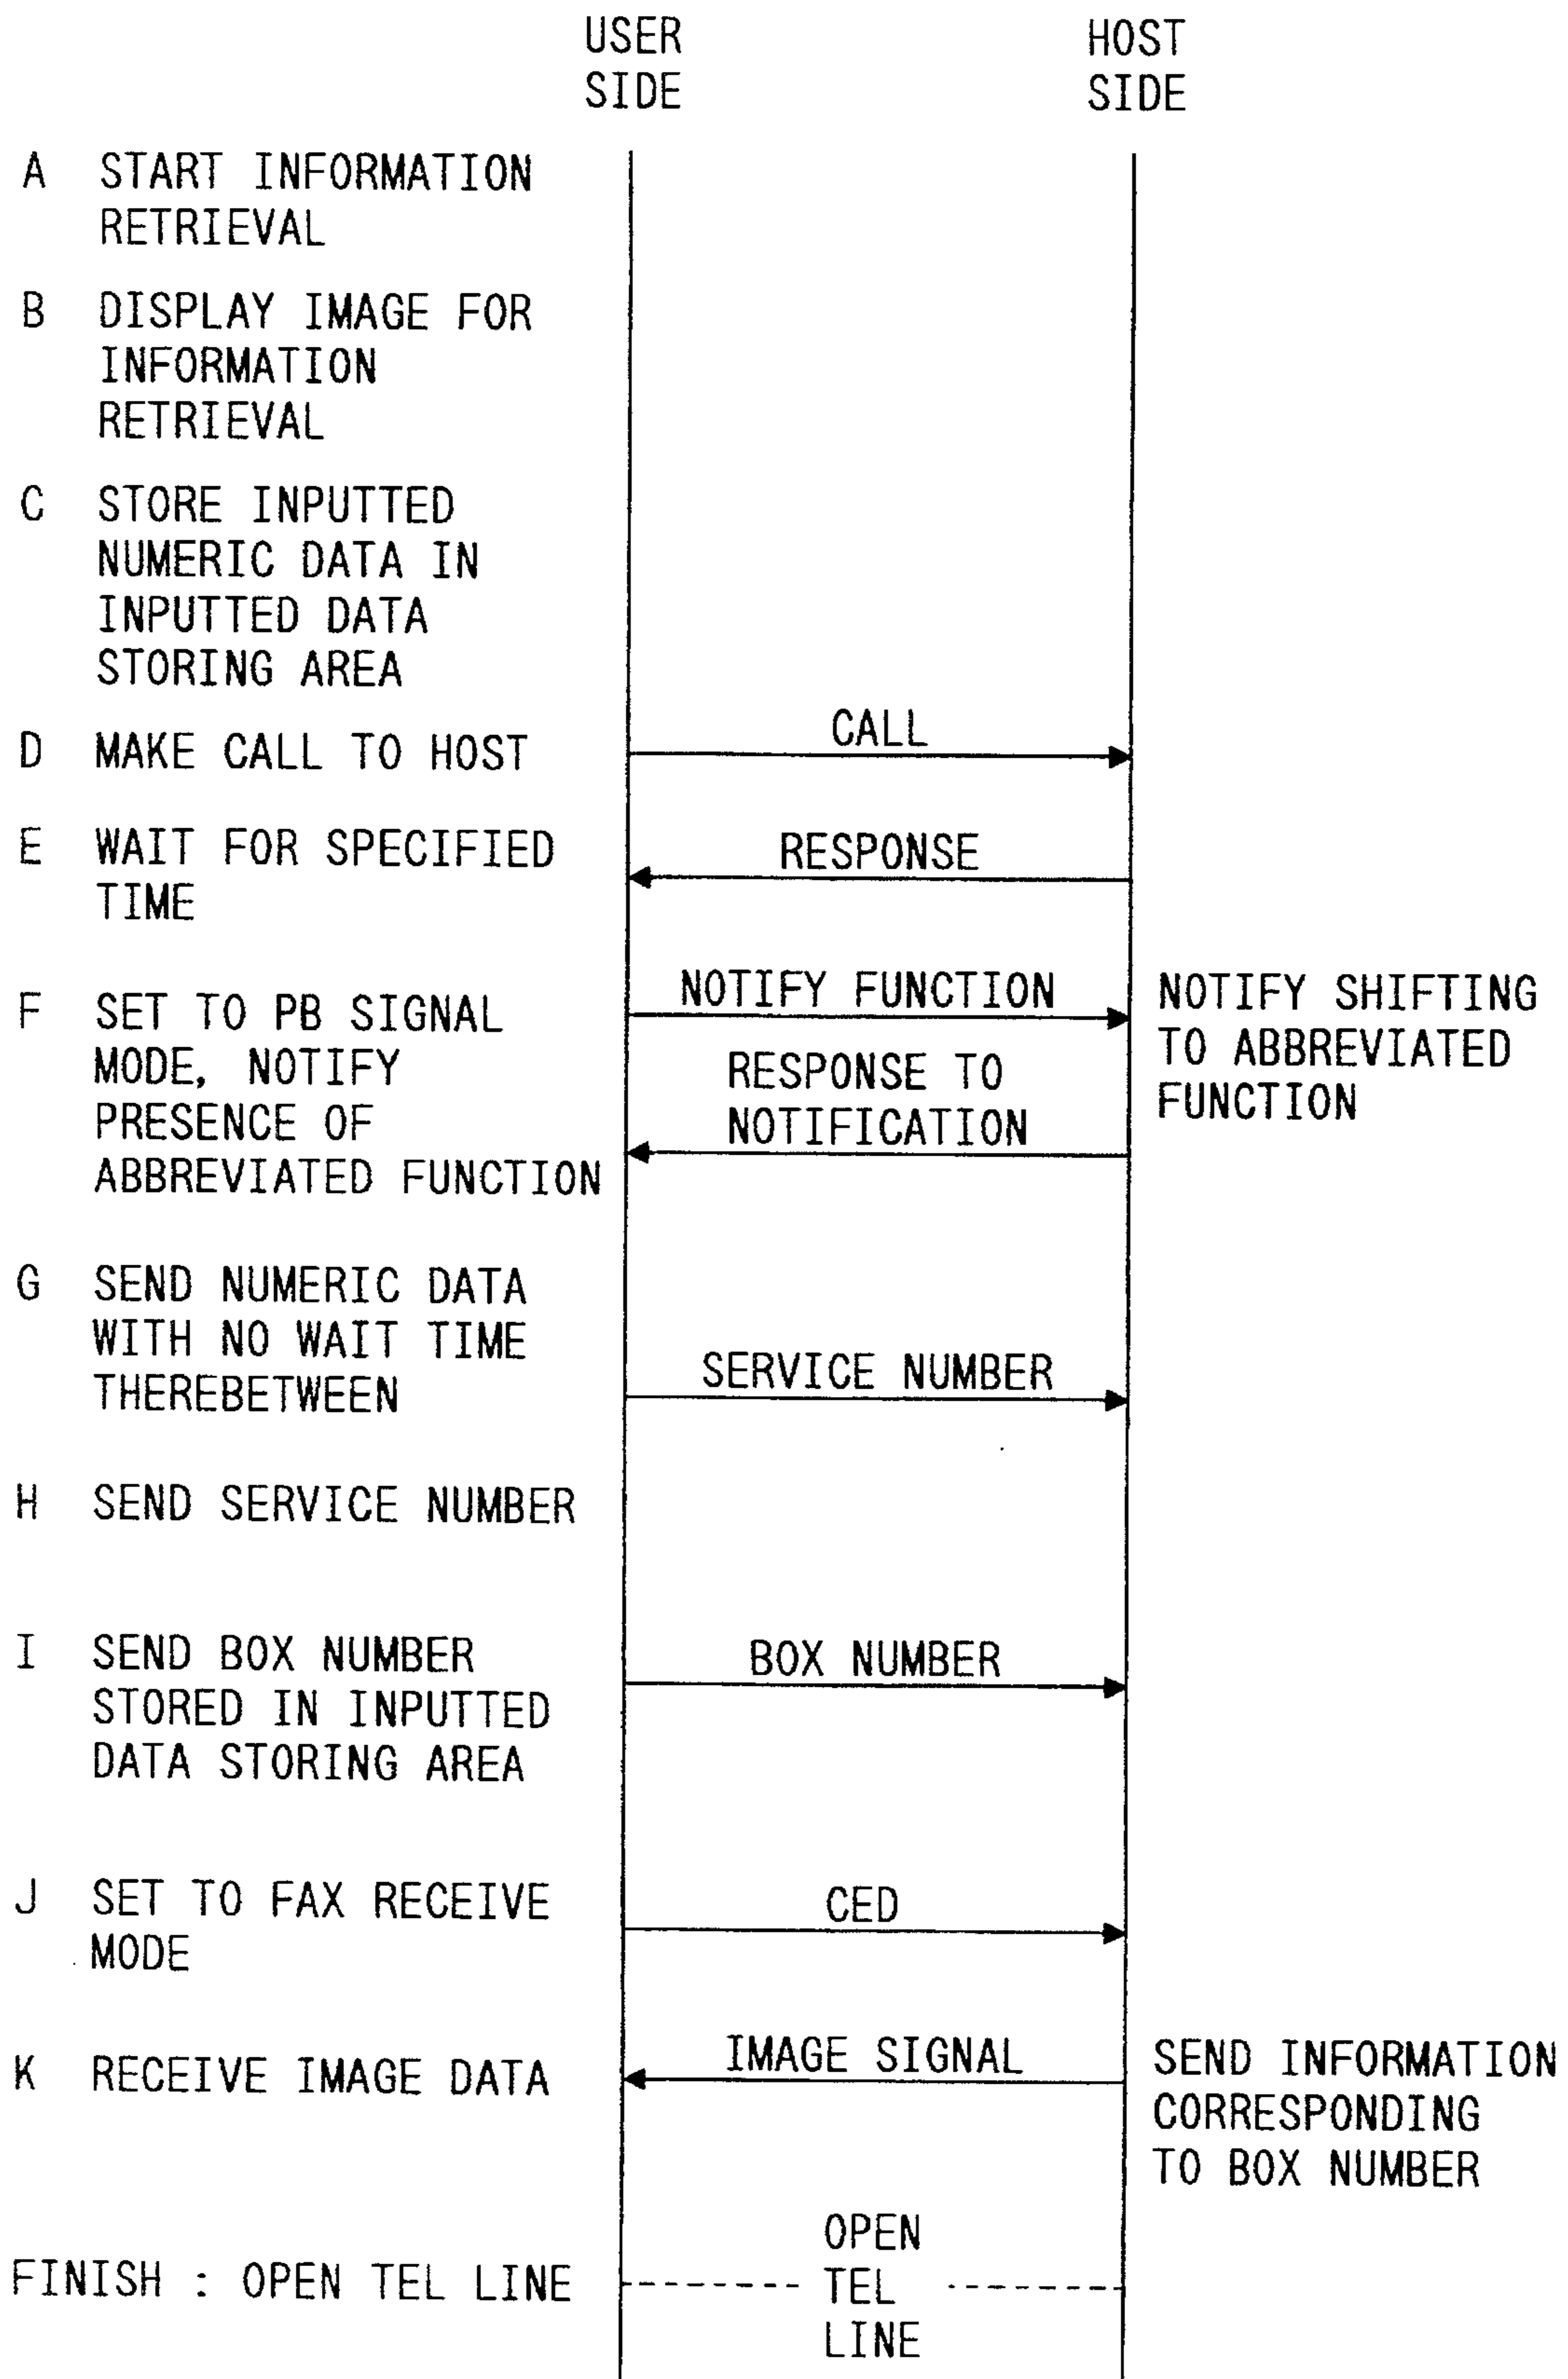 USER
SIDE
HOST
SIDE
A START INFORMATION
RETRIEVAL
B DISPLAY IMAGE FOR
INFORMATION
RETRIEVAL
C STORE INPUTTED
NUMERIC DATA IN
INPUTTED DATA
STORING AREA
D MAKE CALL TO HOST
CALL
E WAIT FOR SPECIFIED
TIME
RESPONSE
F SET TO PB SIGNAL
MODE, NOTIFY
PRESENCE OF
ABBREVIATED FUNCTION
NOTIFY FUNCTION
RESPONSE TO
NOTIFICATION
NOTIFY SHIFTING
TO ABBREVIATED
FUNCTION
G SEND NUMERIC DATA
WITH NO WAIT TIME
THEREBETWEEN
SERVICE NUMBER
H SEND SERVICE NUMBER
I SEND BOX NUMBER
STORED IN INPUTTED
DATA STORING AREA
BOX NUMBER
J SET TO FAX RECEIVE
MODE
CED
K RECEIVE IMAGE DATA
IMAGE SIGNAL
SEND INFORMATION
CORRESPONDING
TO BOX NUMBER
FINISH : OPEN TEL LINE
OPEN
TEL
LINE